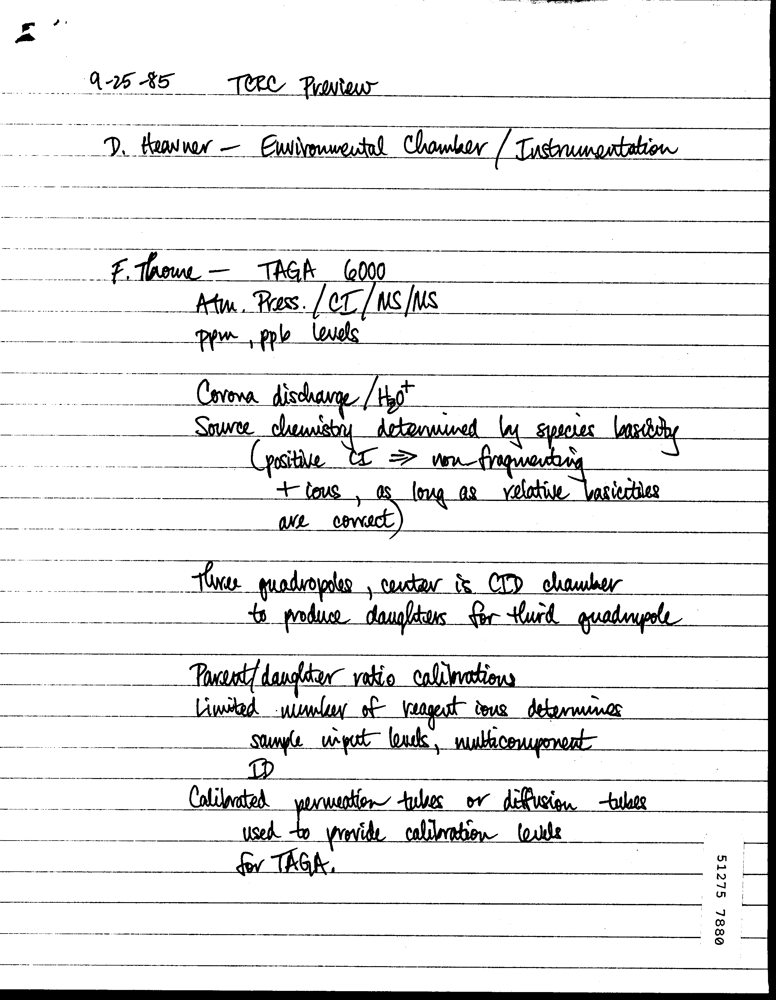 9-25-85 TCRC Preview
D. Heavner - Environmental Chamber / Instrumentation
F. Thome - TAGA 6000
Atm. Press. / CI / MS/MS
ppm, ppb levels
Corona discharge / H₃O⁺
Source chemistry determined by species basicity
(positive CI ⇒ non-fragmenting
+ ions, as long as relative basicities
are correct)
Three quadropoles, center is CID chamber
to produce daughters for third quadrupole
Parent/daughter ratio calibrations
Limited number of reagent ions determines
sample input levels, multicomponent
ID
Calibrated permeation tubes or diffusion tubes
used to provide calibration levels
for TAGA.
51275 7880